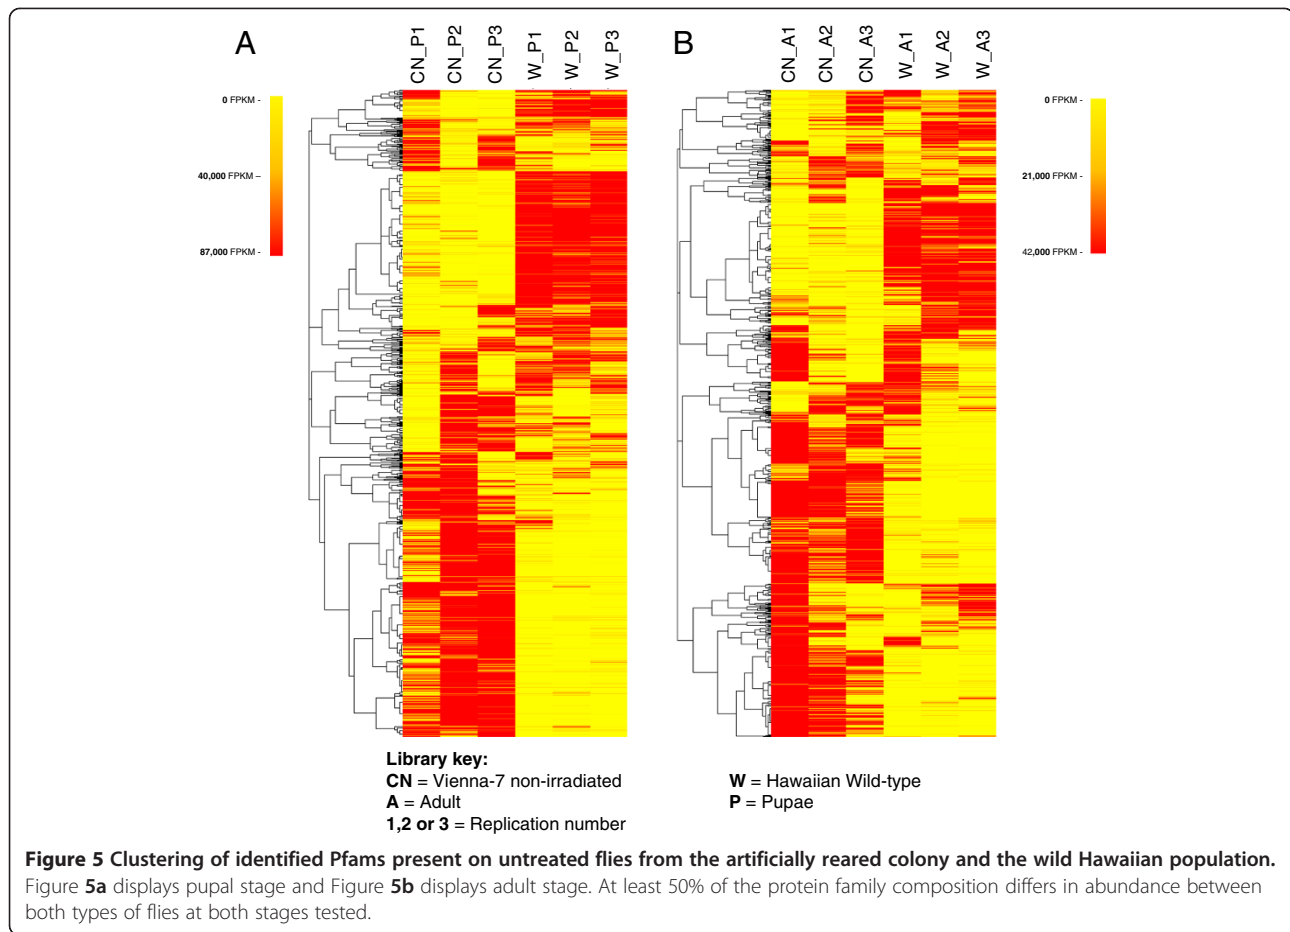 A
B
CN_P1
CN_P2
CN_P3
W_P1
W_P2
W_P3
CN_A1
CN_A2
CN_A3
W_A1
W_A2
W_A3
0 FPKM -
40,000 FPKM –
87,000 FPKM -
0 FPKM -
21,000 FPKM -
42,000 FPKM -
Library key:
CN = Vienna-7 non-irradiated
A = Adult
1,2 or 3 = Replication number
W = Hawaiian Wild-type
P = Pupae
Figure 5 Clustering of identified Pfams present on untreated flies from the artificially reared colony and the wild Hawaiian population.
Figure 5a displays pupal stage and Figure 5b displays adult stage. At least 50% of the protein family composition differs in abundance between
both types of flies at both stages tested.